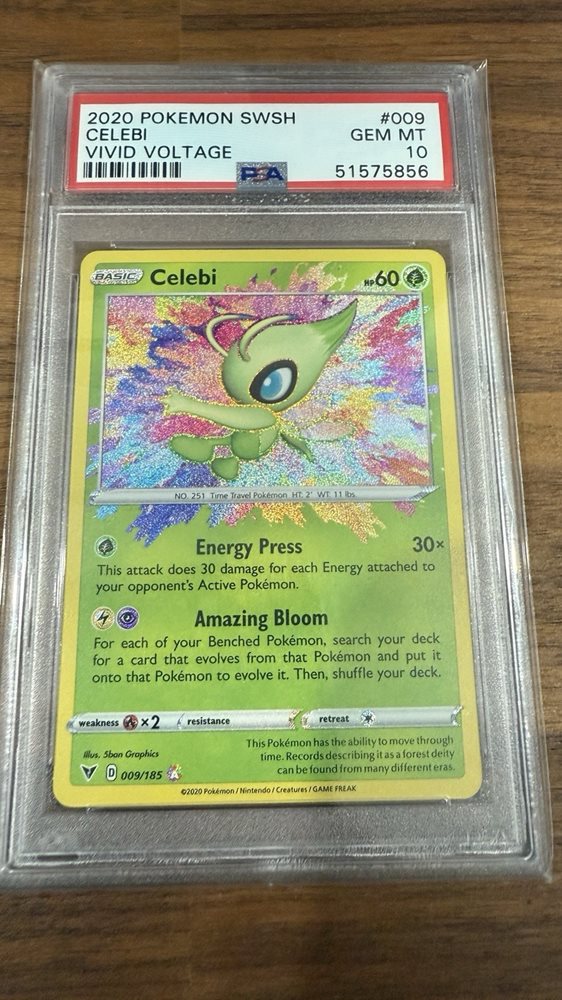 2020 POKEMON SWSH #009
CELEBI GEM MT
VIVID VOLTAGE 10
PSA 51575856
BASIC Celebi HP 60
NO. 251 Time Travel Pokémon HT: 2' WT: 11 lbs.
Energy Press 30×
This attack does 30 damage for each Energy attached to
your opponent's Active Pokémon.
Amazing Bloom
For each of your Benched Pokémon, search your deck
for a card that evolves from that Pokémon and put it
onto that Pokémon to evolve it. Then, shuffle your deck.
weakness ×2 resistance retreat
Illus. 5ban Graphics
This Pokémon has the ability to move through
time. Records describing it as a forest deity
can be found from many different eras.
D 009/185
©2020 Pokémon / Nintendo / Creatures / GAME FREAK